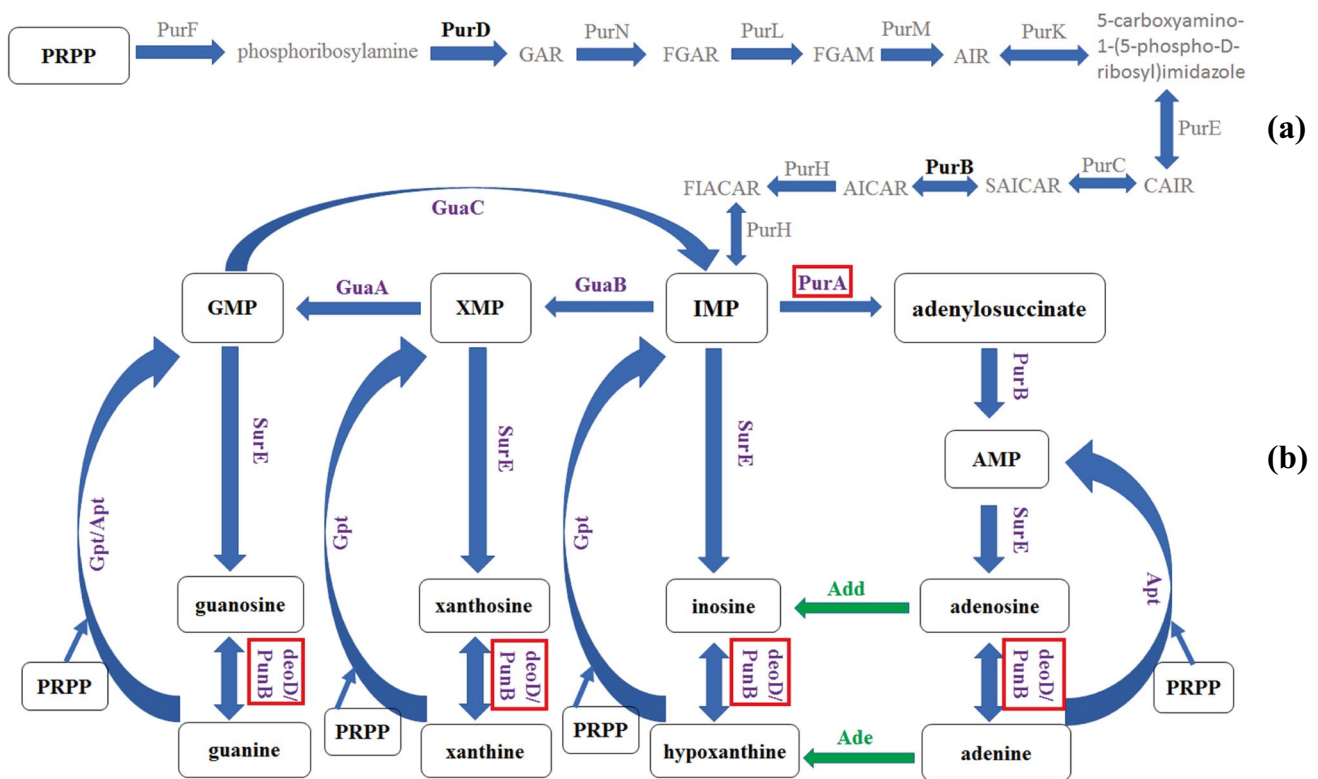 PurF
PurD
PurN
PurL
PurM
PurK
5-carboxyamino-
1-(5-phospho-D-
ribosyl)imidazole
PRPP
phosphoribosylamine
GAR
FGAR
FGAM
AIR
PurE
(a)
PurH
PurB
PurC
FIACAR
AICAR
SAICAR
CAIR
GuaC
PurH
GuaA
GuaB
PurA
GMP
XMP
IMP
adenylosuccinate
PurB
SurE
SurE
SurE
AMP
(b)
SurE
Gpt/Apt
Gpt
Gpt
Apt
guanosine
xanthosine
inosine
Add
adenosine
deoD/
PunB
deoD/
PunB
deoD/
PunB
deoD/
PunB
PRPP
PRPP
PRPP
PRPP
guanine
xanthine
hypoxanthine
Ade
adenine